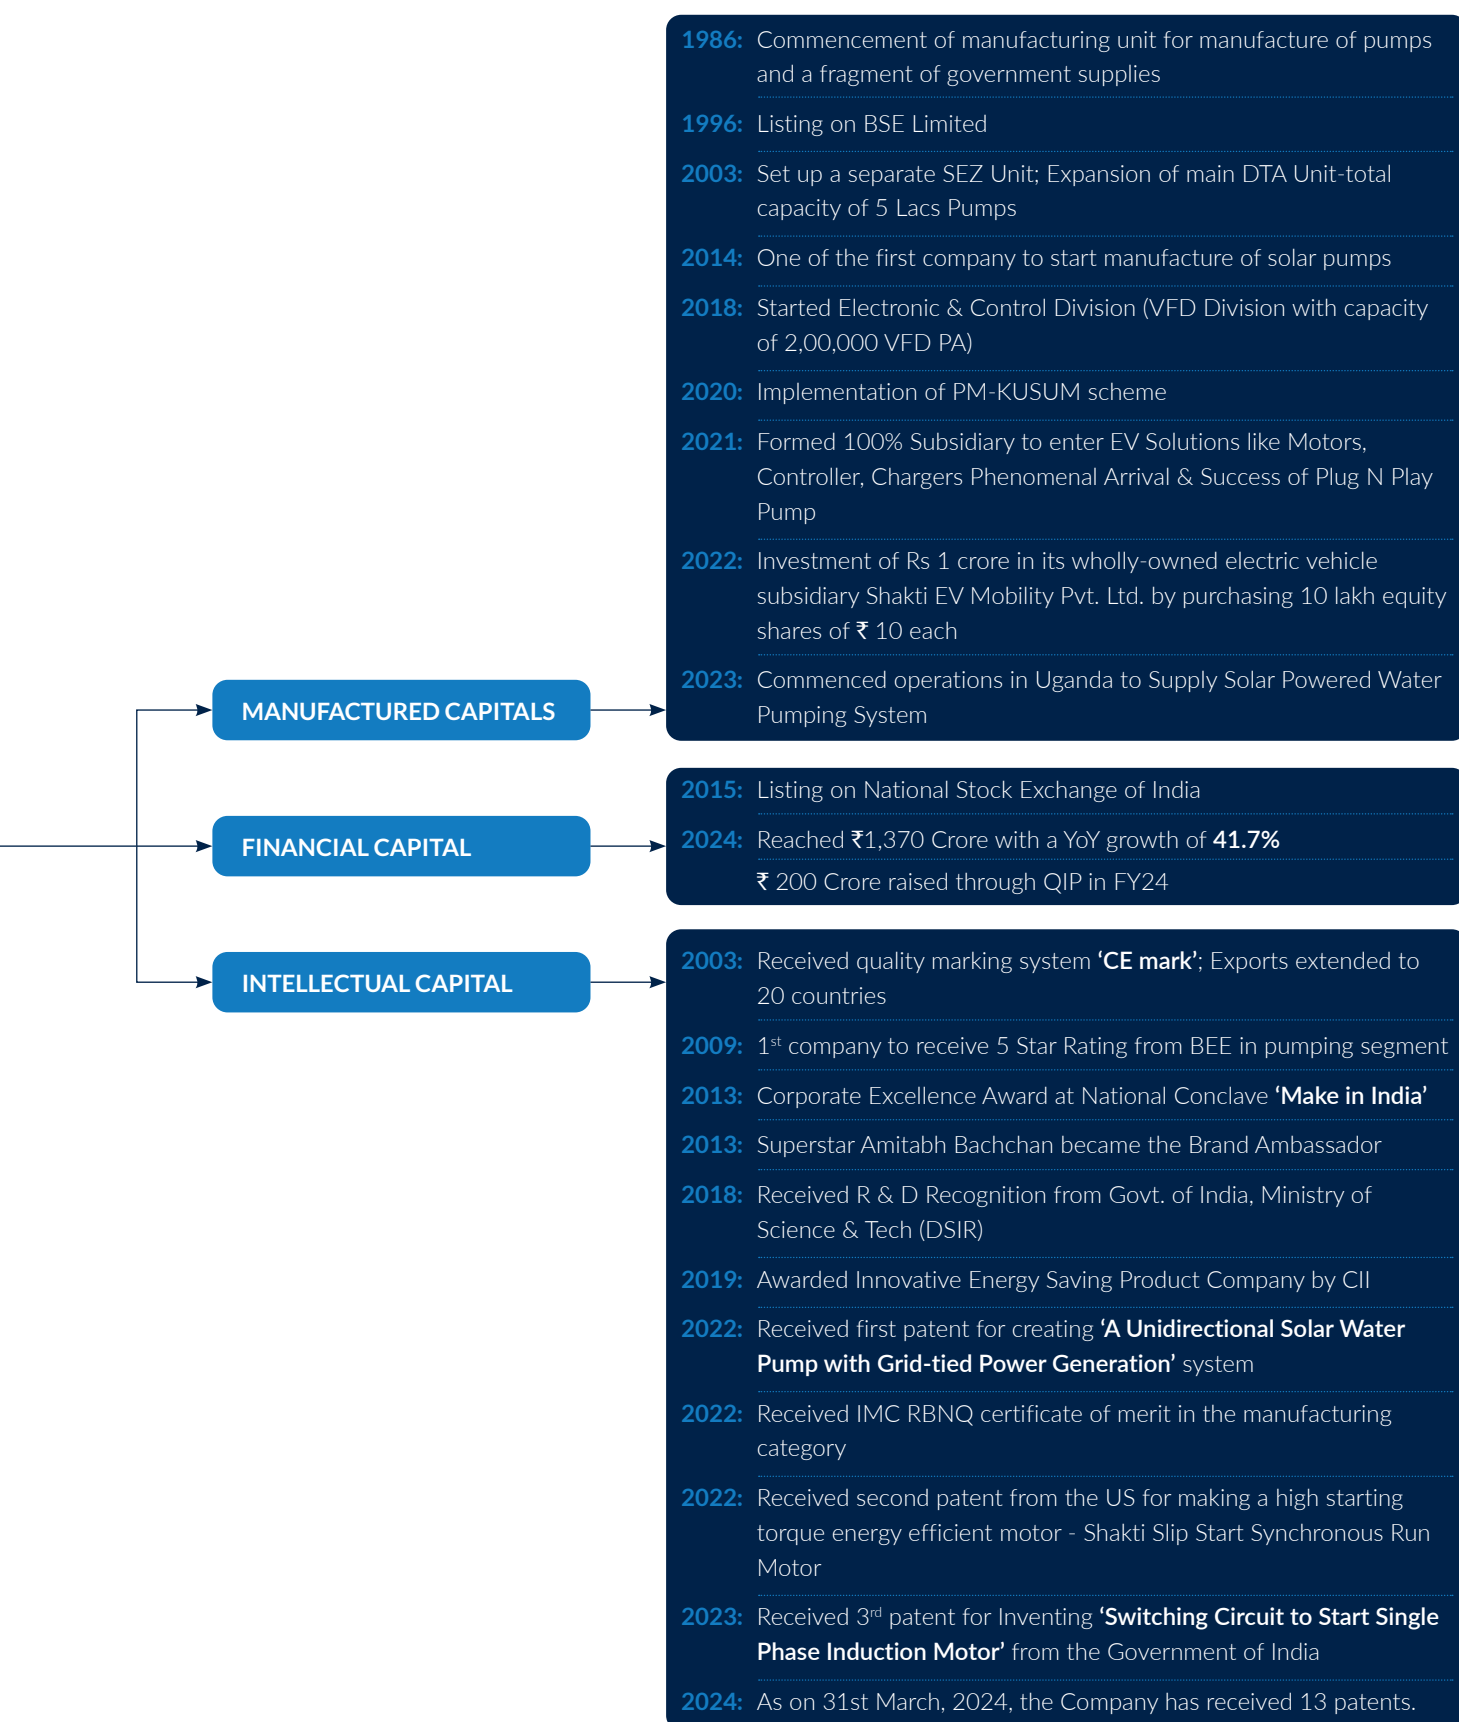 1986: Commencement of manufacturing unit for manufacture of pumps
and a fragment of government supplies
1996: Listing on BSE Limited
2003: Set up a separate SEZ Unit; Expansion of main DTA Unit-total
capacity of 5 Lacs Pumps
2014: One of the first company to start manufacture of solar pumps
2018: Started Electronic & Control Division (VFD Division with capacity
of 2,00,000 VFD PA)
2020: Implementation of PM-KUSUM scheme
2021: Formed 100% Subsidiary to enter EV Solutions like Motors,
Controller, Chargers Phenomenal Arrival & Success of Plug N Play
Pump
2022: Investment of Rs 1 crore in its wholly-owned electric vehicle
subsidiary Shakti EV Mobility Pvt. Ltd. by purchasing 10 lakh equity
shares of ₹ 10 each
2023: Commenced operations in Uganda to Supply Solar Powered Water
Pumping System
MANUFACTURED CAPITALS
2015: Listing on National Stock Exchange of India
2024: Reached ₹1,370 Crore with a YoY growth of 41.7%
₹ 200 Crore raised through QIP in FY24
FINANCIAL CAPITAL
INTELLECTUAL CAPITAL
2003: Received quality marking system ‘CE mark’; Exports extended to
20 countries
2009: 1st company to receive 5 Star Rating from BEE in pumping segment
2013: Corporate Excellence Award at National Conclave ‘Make in India’
2013: Superstar Amitabh Bachchan became the Brand Ambassador
2018: Received R & D Recognition from Govt. of India, Ministry of
Science & Tech (DSIR)
2019: Awarded Innovative Energy Saving Product Company by CII
2022: Received first patent for creating ‘A Unidirectional Solar Water
Pump with Grid-tied Power Generation’ system
2022: Received IMC RBNQ certificate of merit in the manufacturing
category
2022: Received second patent from the US for making a high starting
torque energy efficient motor - Shakti Slip Start Synchronous Run
Motor
2023: Received 3rd patent for Inventing ‘Switching Circuit to Start Single
Phase Induction Motor’ from the Government of India
2024: As on 31st March, 2024, the Company has received 13 patents.